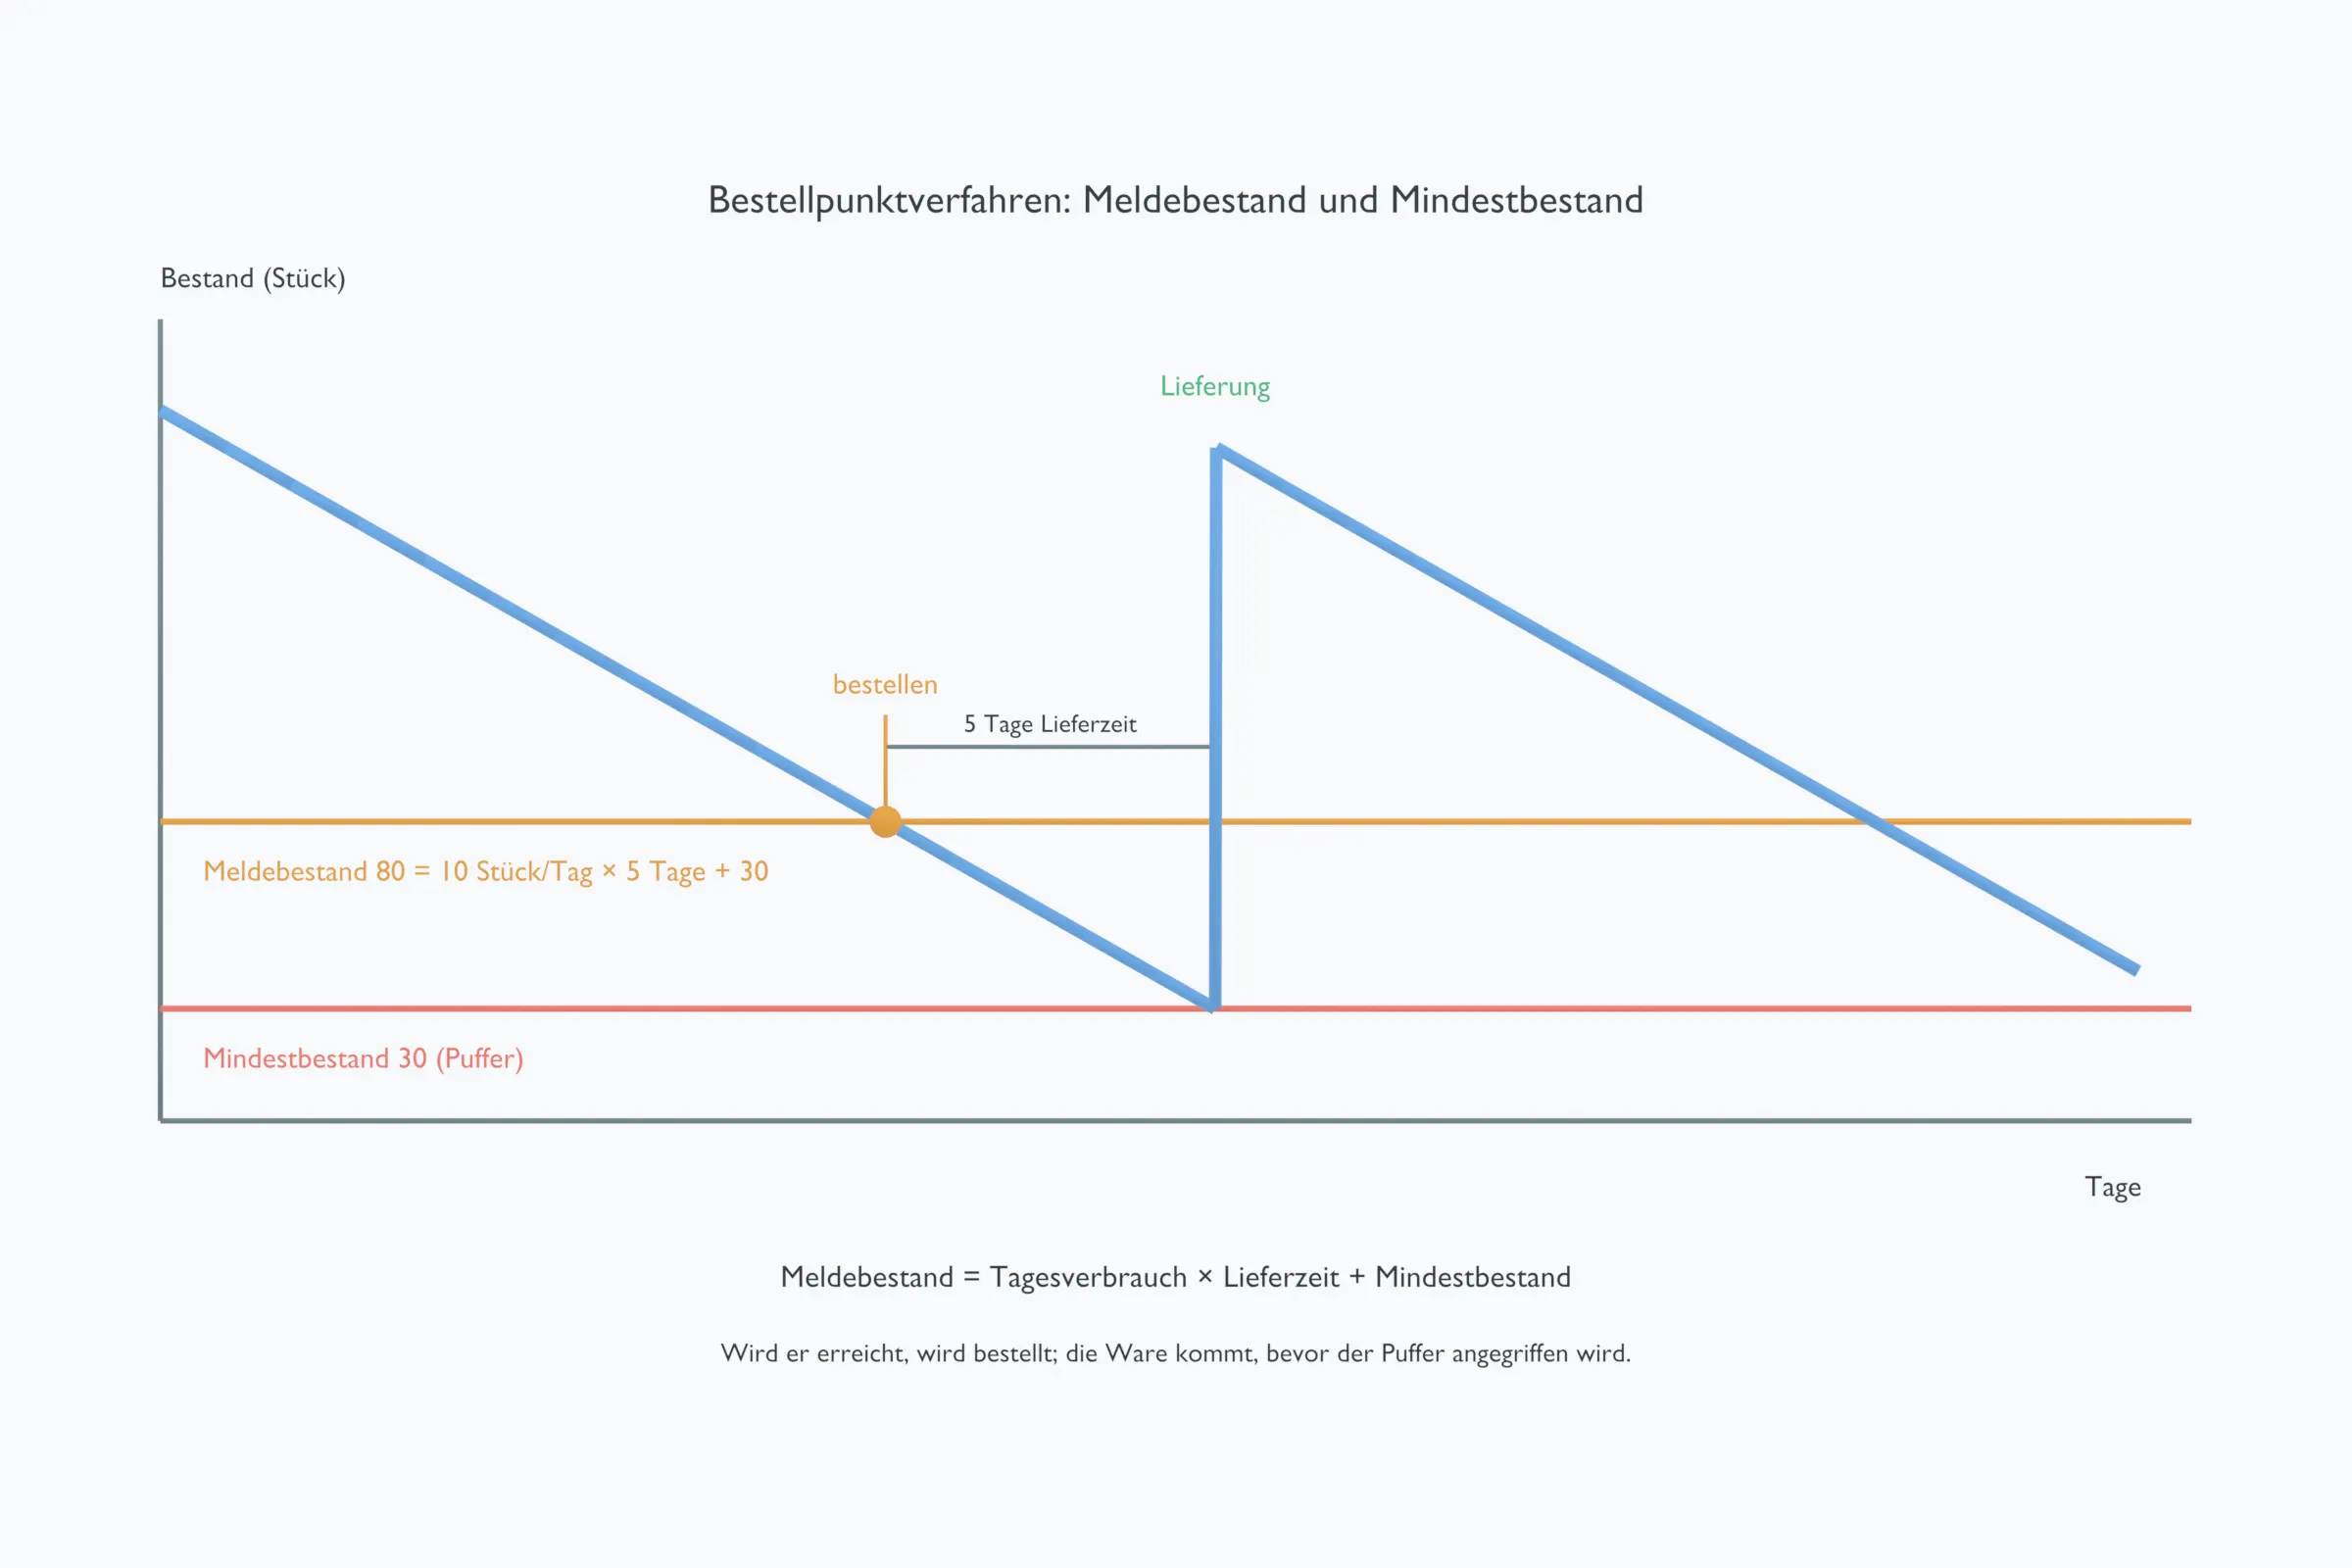 Bestellpunktverfahren: Meldebestand und Mindestbestand
Bestand (Stück)
Lieferung
bestellen
5 Tage Lieferzeit
Meldebestand 80 = 10 Stück/Tag × 5 Tage + 30
Mindestbestand 30 (Puffer)
Tage
Meldebestand = Tagesverbrauch × Lieferzeit + Mindestbestand
Wird er erreicht, wird bestellt; die Ware kommt, bevor der Puffer angegriffen wird.